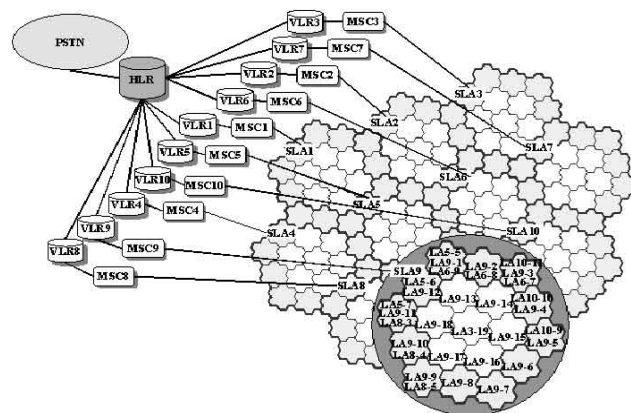 PSTN
HLR
VLR3 MSC3
VLR7 MSC7
VLR2 MSC2
VLR6 MSC6
VLR1 MSC1
VLR5 MSC5
VLR10 MSC10
VLR4 MSC4
VLR9 MSC9
VLR8 MSC8
SLA3
SLA2
SLA7
SLA1
SLA6
SLA5
SLA4
SLA10
SLA9
SLA8
LA5-5
LA9-1
LA6-9
LA9-2
LA6-8
LA10-11
LA9-3
LA6-7
LA5-6
LA9-12
LA9-13
LA9-14
LA10-10
LA9-4
LA5-7
LA9-11
LA8-3
LA9-18
LA3-19
LA9-15
LA10-9
LA9-5
LA9-10
LA8-4
LA9-17
LA9-16
LA9-6
LA9-9
LA8-5
LA9-8
LA9-7